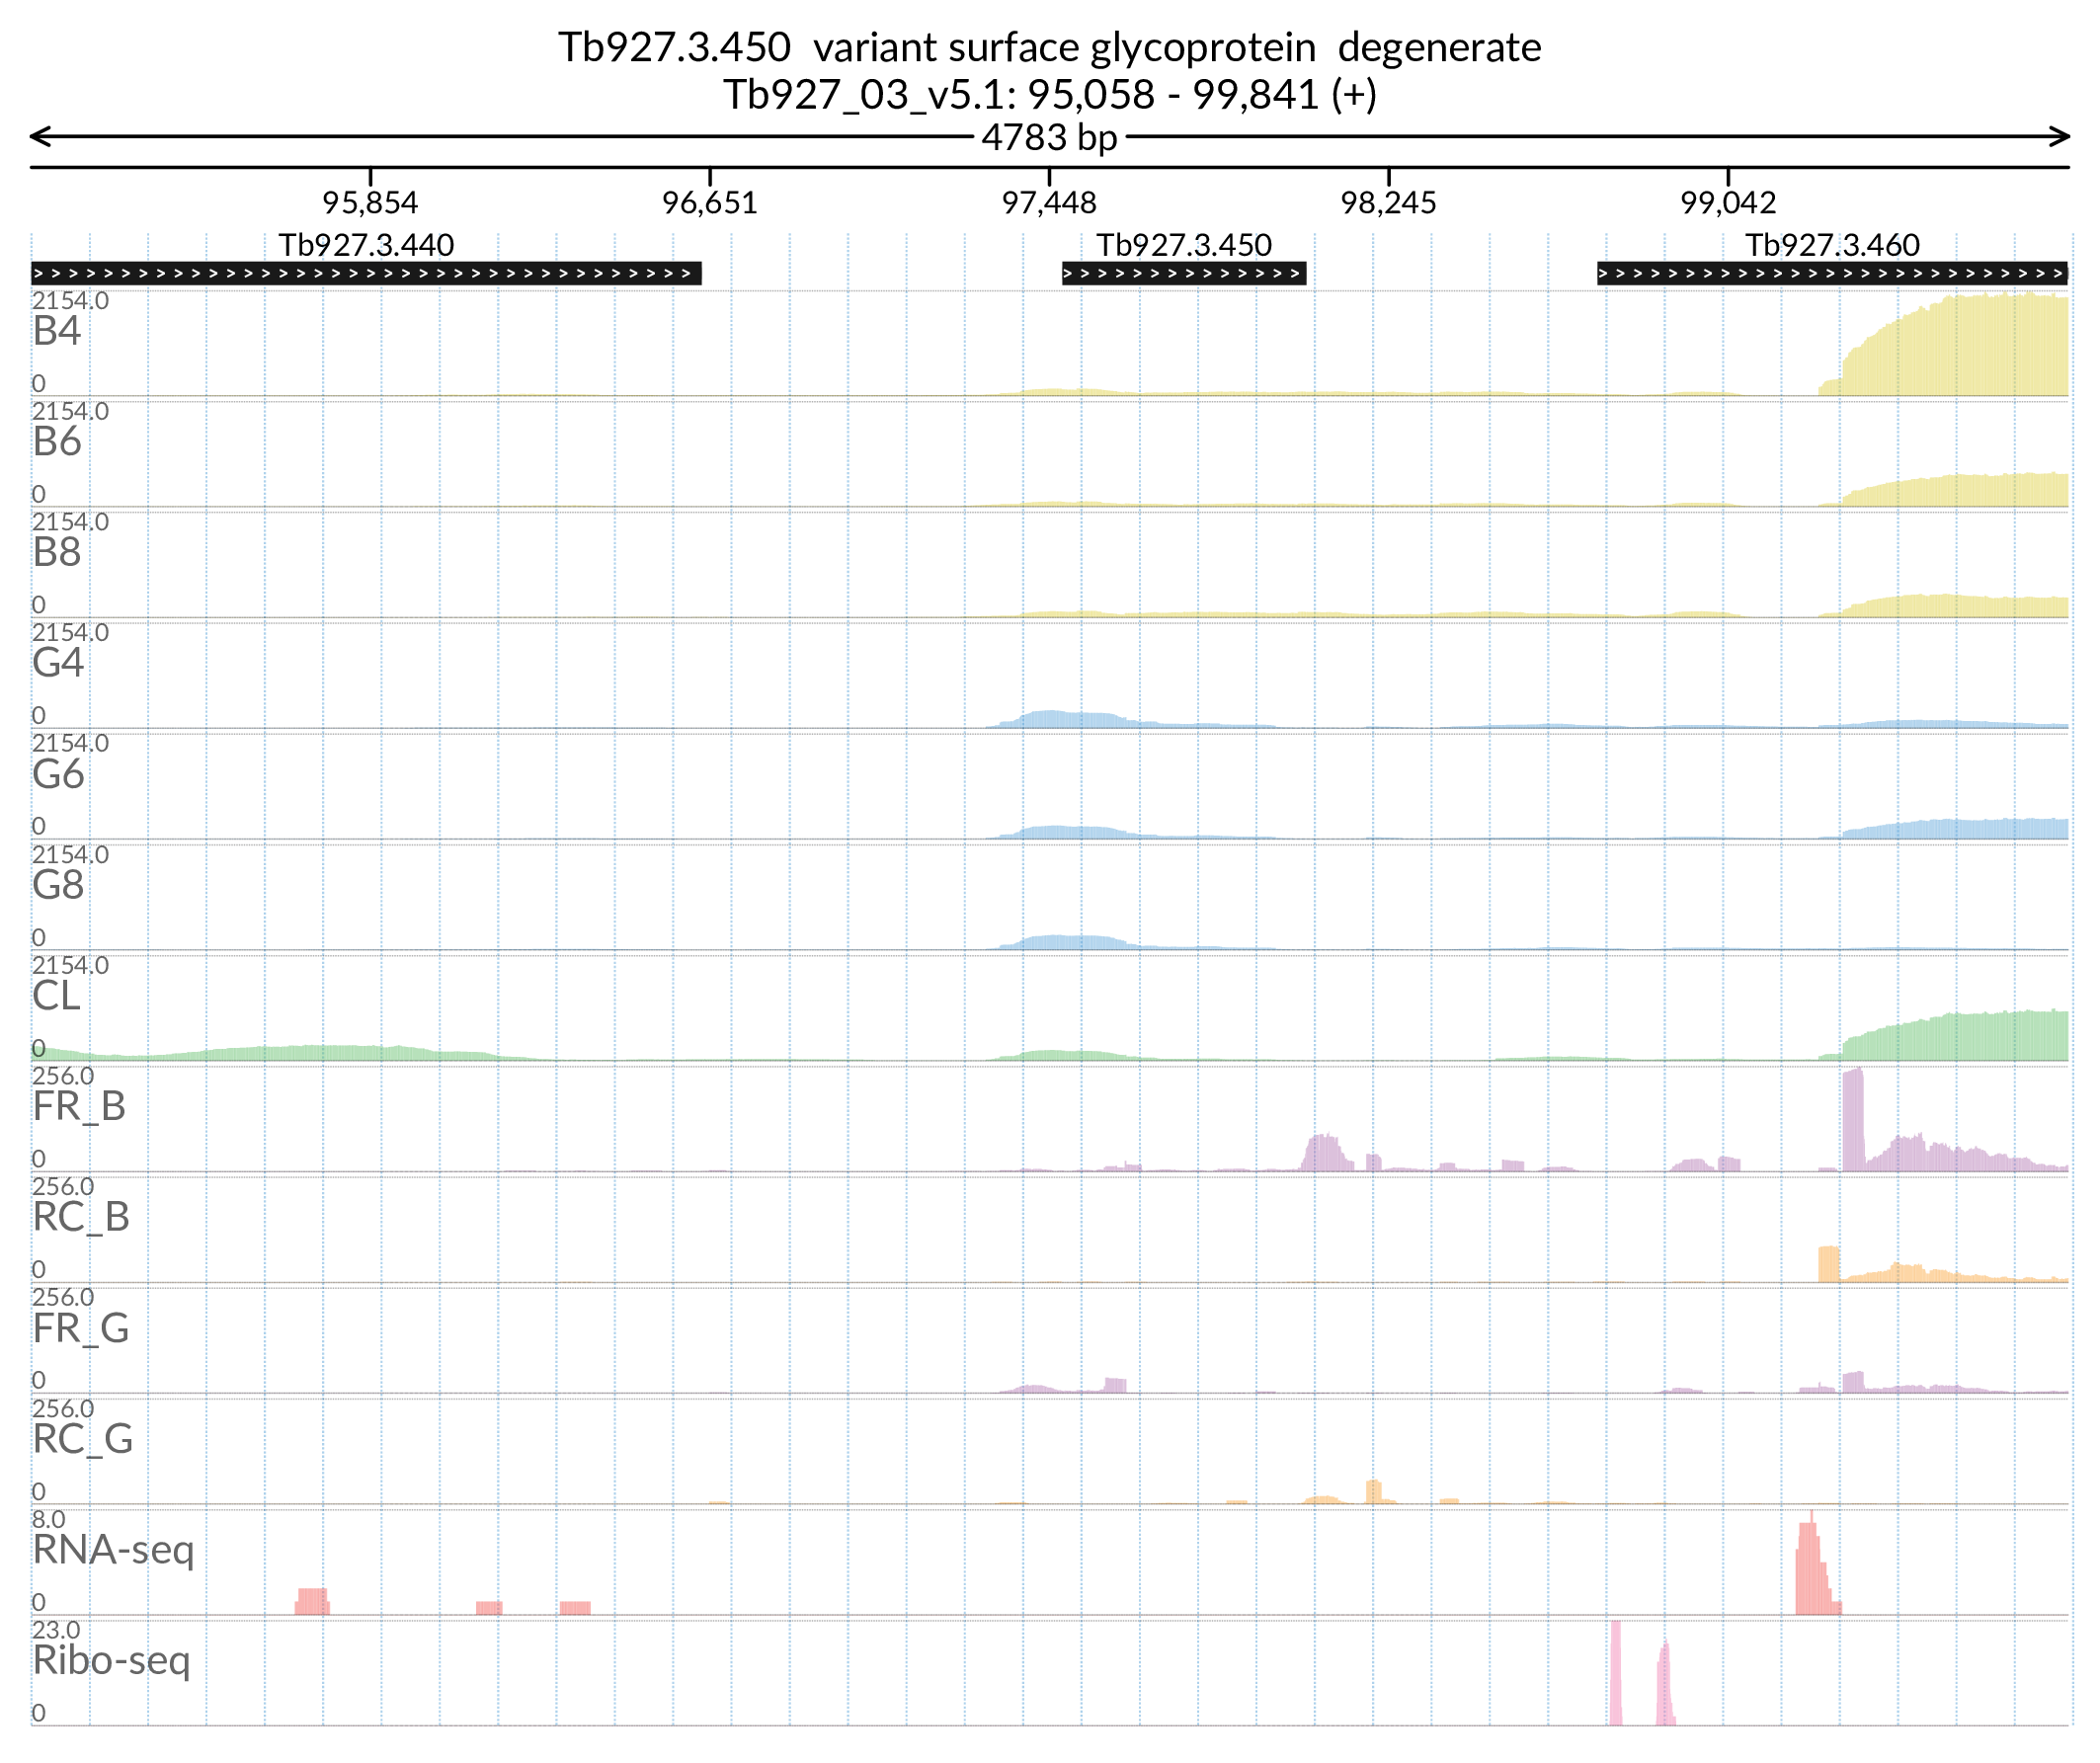 Tb927.3.450  variant surface glycoprotein  degenerate
Tb927_03_v5.1: 95,058 - 99,841 (+)
4783 bp
95,854 96,651 97,448 98,245 99,042
Tb927.3.440 Tb927.3.450 Tb927.3.460
2154.0
B4
0
2154.0
B6
0
2154.0
B8
0
2154.0
G4
0
2154.0
G6
0
2154.0
G8
0
2154.0
CL
0
256.0
FR_B
0
256.0
RC_B
0
256.0
FR_G
0
256.0
RC_G
0
8.0
RNA-seq
0
23.0
Ribo-seq
0